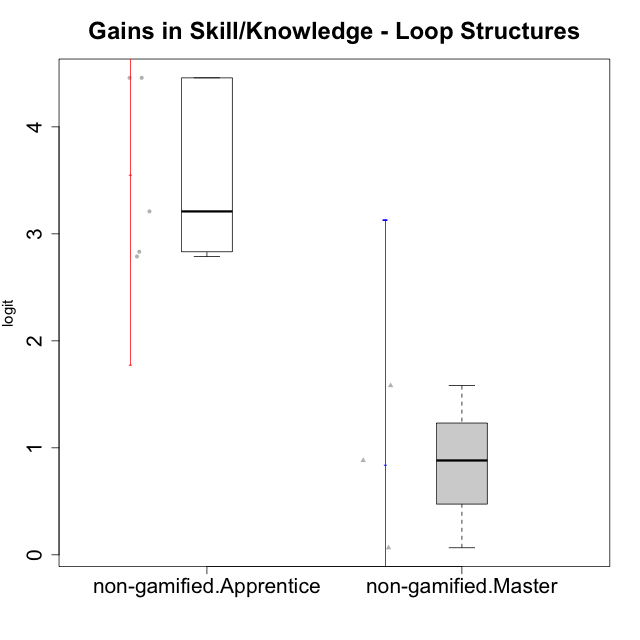 Gains in Skill/Knowledge - Loop Structures
logit
4
3
2
1
0
non-gamified.Apprentice
non-gamified.Master